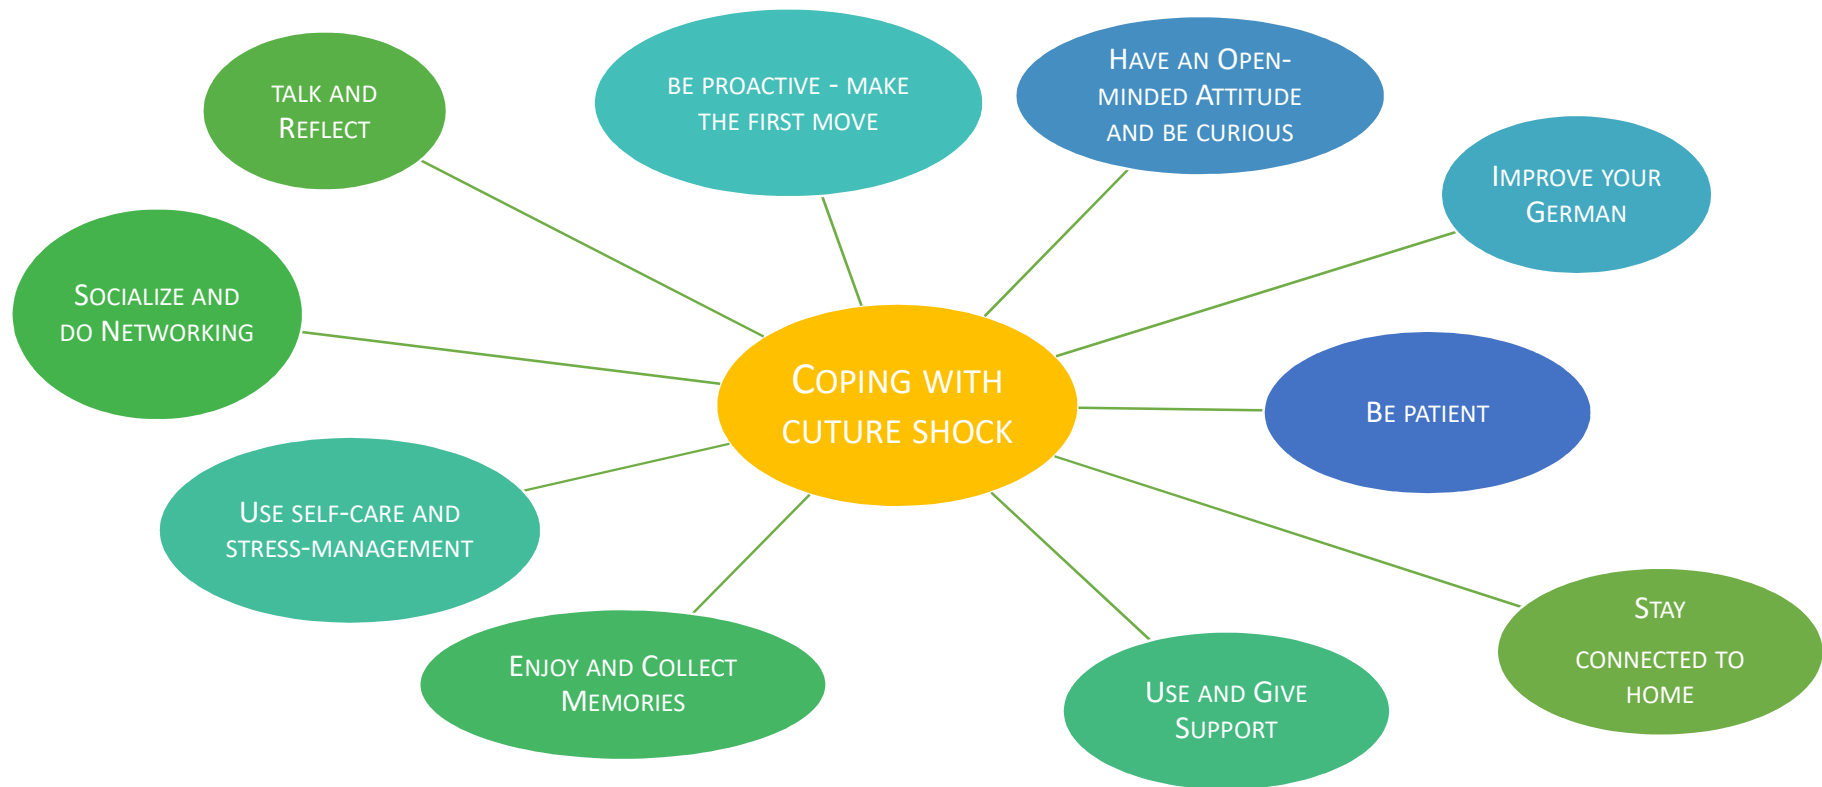 TALK AND
REFLECT
BE PROACTIVE - MAKE
THE FIRST MOVE
HAVE AN OPEN-
MINDED ATTITUDE
AND BE CURIOUS
IMPROVE YOUR
GERMAN
SOCIALIZE AND
DO NETWORKING
COPING WITH
CUTURE SHOCK
BE PATIENT
USE SELF-CARE AND
STRESS-MANAGEMENT
ENJOY AND COLLECT
MEMORIES
USE AND GIVE
SUPPORT
STAY
CONNECTED TO
HOME